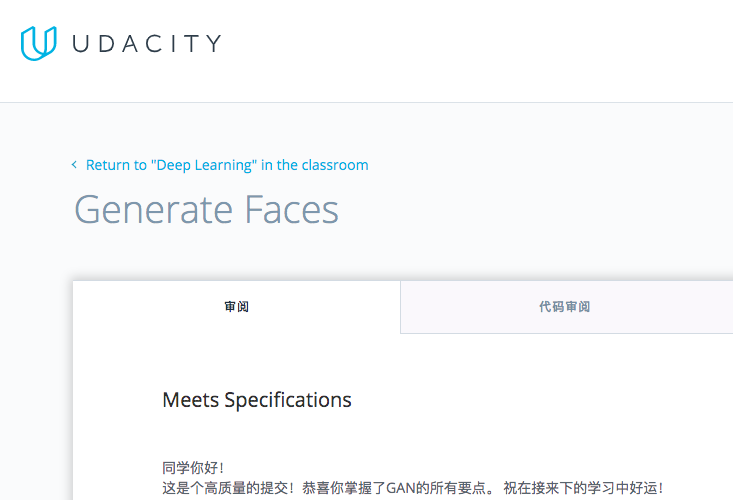 UDACITY
< Return to "Deep Learning" in the classroom
Generate Faces
审阅
代码审阅
Meets Specifications
同学你好！
这是个高质量的提交！恭喜你掌握了GAN的所有要点。 祝在接来下的学习中好运！